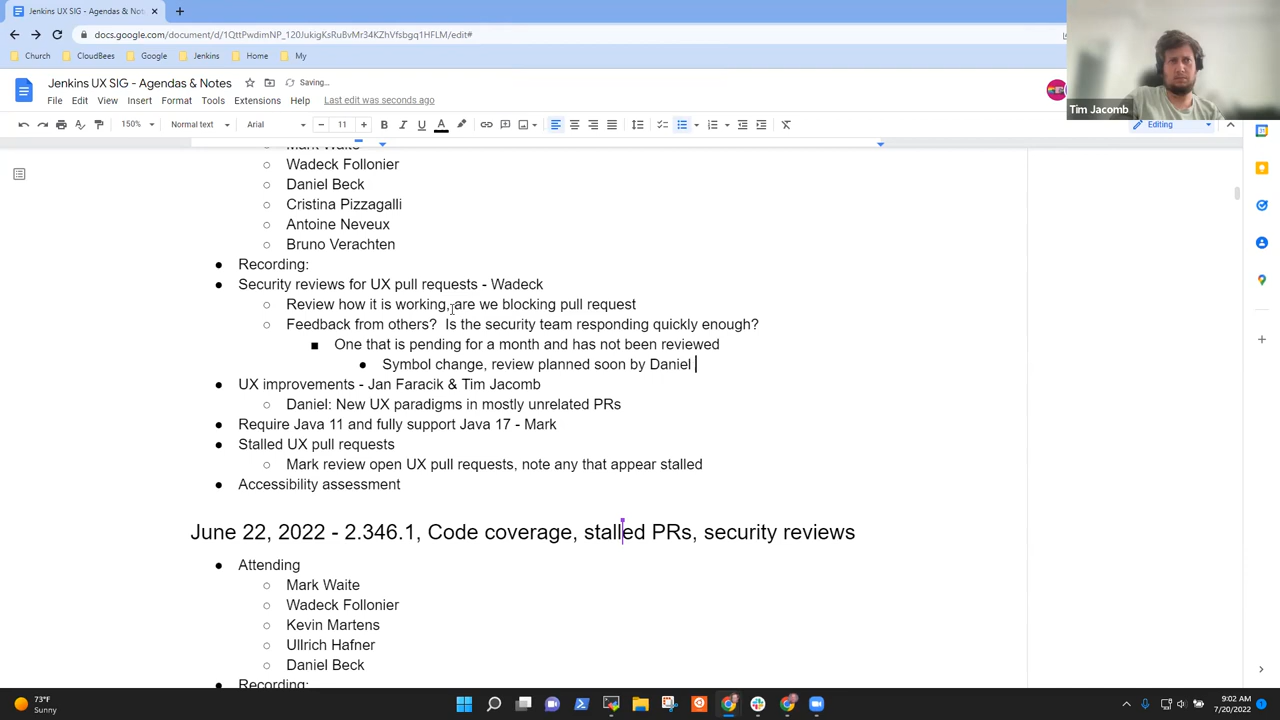 Jenkins UX SIG - Agendas & Notes
docs.google.com/document/d/1QttPwdimNP_120JukigKsRuBvMr34KZhVfsbgq1HFLM/edit#
Church CloudBees Google Jenkins Home My
Jenkins UX SIG - Agendas & Notes Saving...
File Edit View Insert Format Tools Extensions Help Last edit was seconds ago
Tim Jacomb
150% Normal text Arial 11 B I U A Editing
Mark Waite
Wadeck Follonier
Daniel Beck
Cristina Pizzagalli
Antoine Neveux
Bruno Verachten
Recording:
Security reviews for UX pull requests - Wadeck
Review how it is working, are we blocking pull request
Feedback from others? Is the security team responding quickly enough?
One that is pending for a month and has not been reviewed
Symbol change, review planned soon by Daniel
UX improvements - Jan Faracik & Tim Jacomb
Daniel: New UX paradigms in mostly unrelated PRs
Require Java 11 and fully support Java 17 - Mark
Stalled UX pull requests
Mark review open UX pull requests, note any that appear stalled
Accessibility assessment
June 22, 2022 - 2.346.1, Code coverage, stalled PRs, security reviews
Attending
Mark Waite
Wadeck Follonier
Kevin Martens
Ullrich Hafner
Daniel Beck
Recording:
73°F
Sunny
9:02 AM
7/20/2022